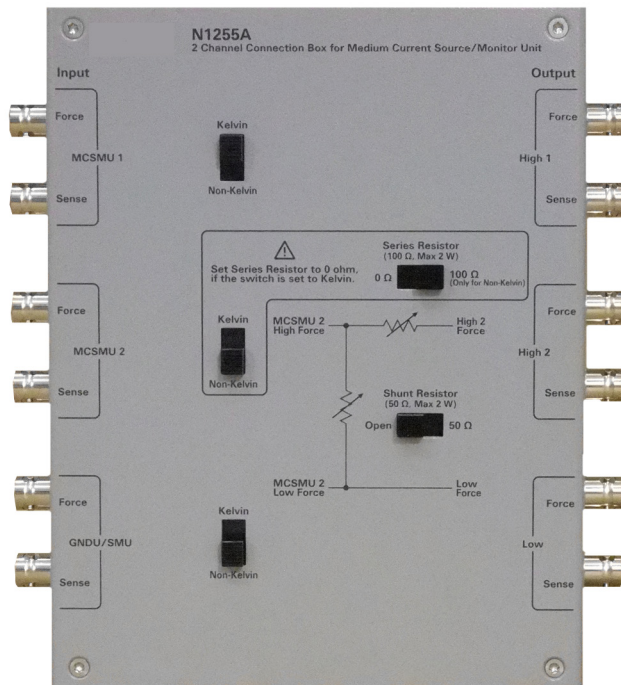 N1255A
2 Channel Connection Box for Medium Current Source/Monitor Unit
Input
Output
Force
MCSMU 1
Sense
Kelvin
Non-Kelvin
Force
High 1
Sense
Set Series Resistor to 0 ohm,
if the switch is set to Kelvin.
Series Resistor
(100 Ω, Max 2 W)
0 Ω
100 Ω
(Only for Non-Kelvin)
Force
MCSMU 2
Sense
Kelvin
Non-Kelvin
MCSMU 2
High Force
High 2
Force
Force
High 2
Sense
Shunt Resistor
(50 Ω, Max 2 W)
Open
50 Ω
MCSMU 2
Low Force
Low
Force
Force
GNDU/SMU
Sense
Kelvin
Non-Kelvin
Force
Low
Sense